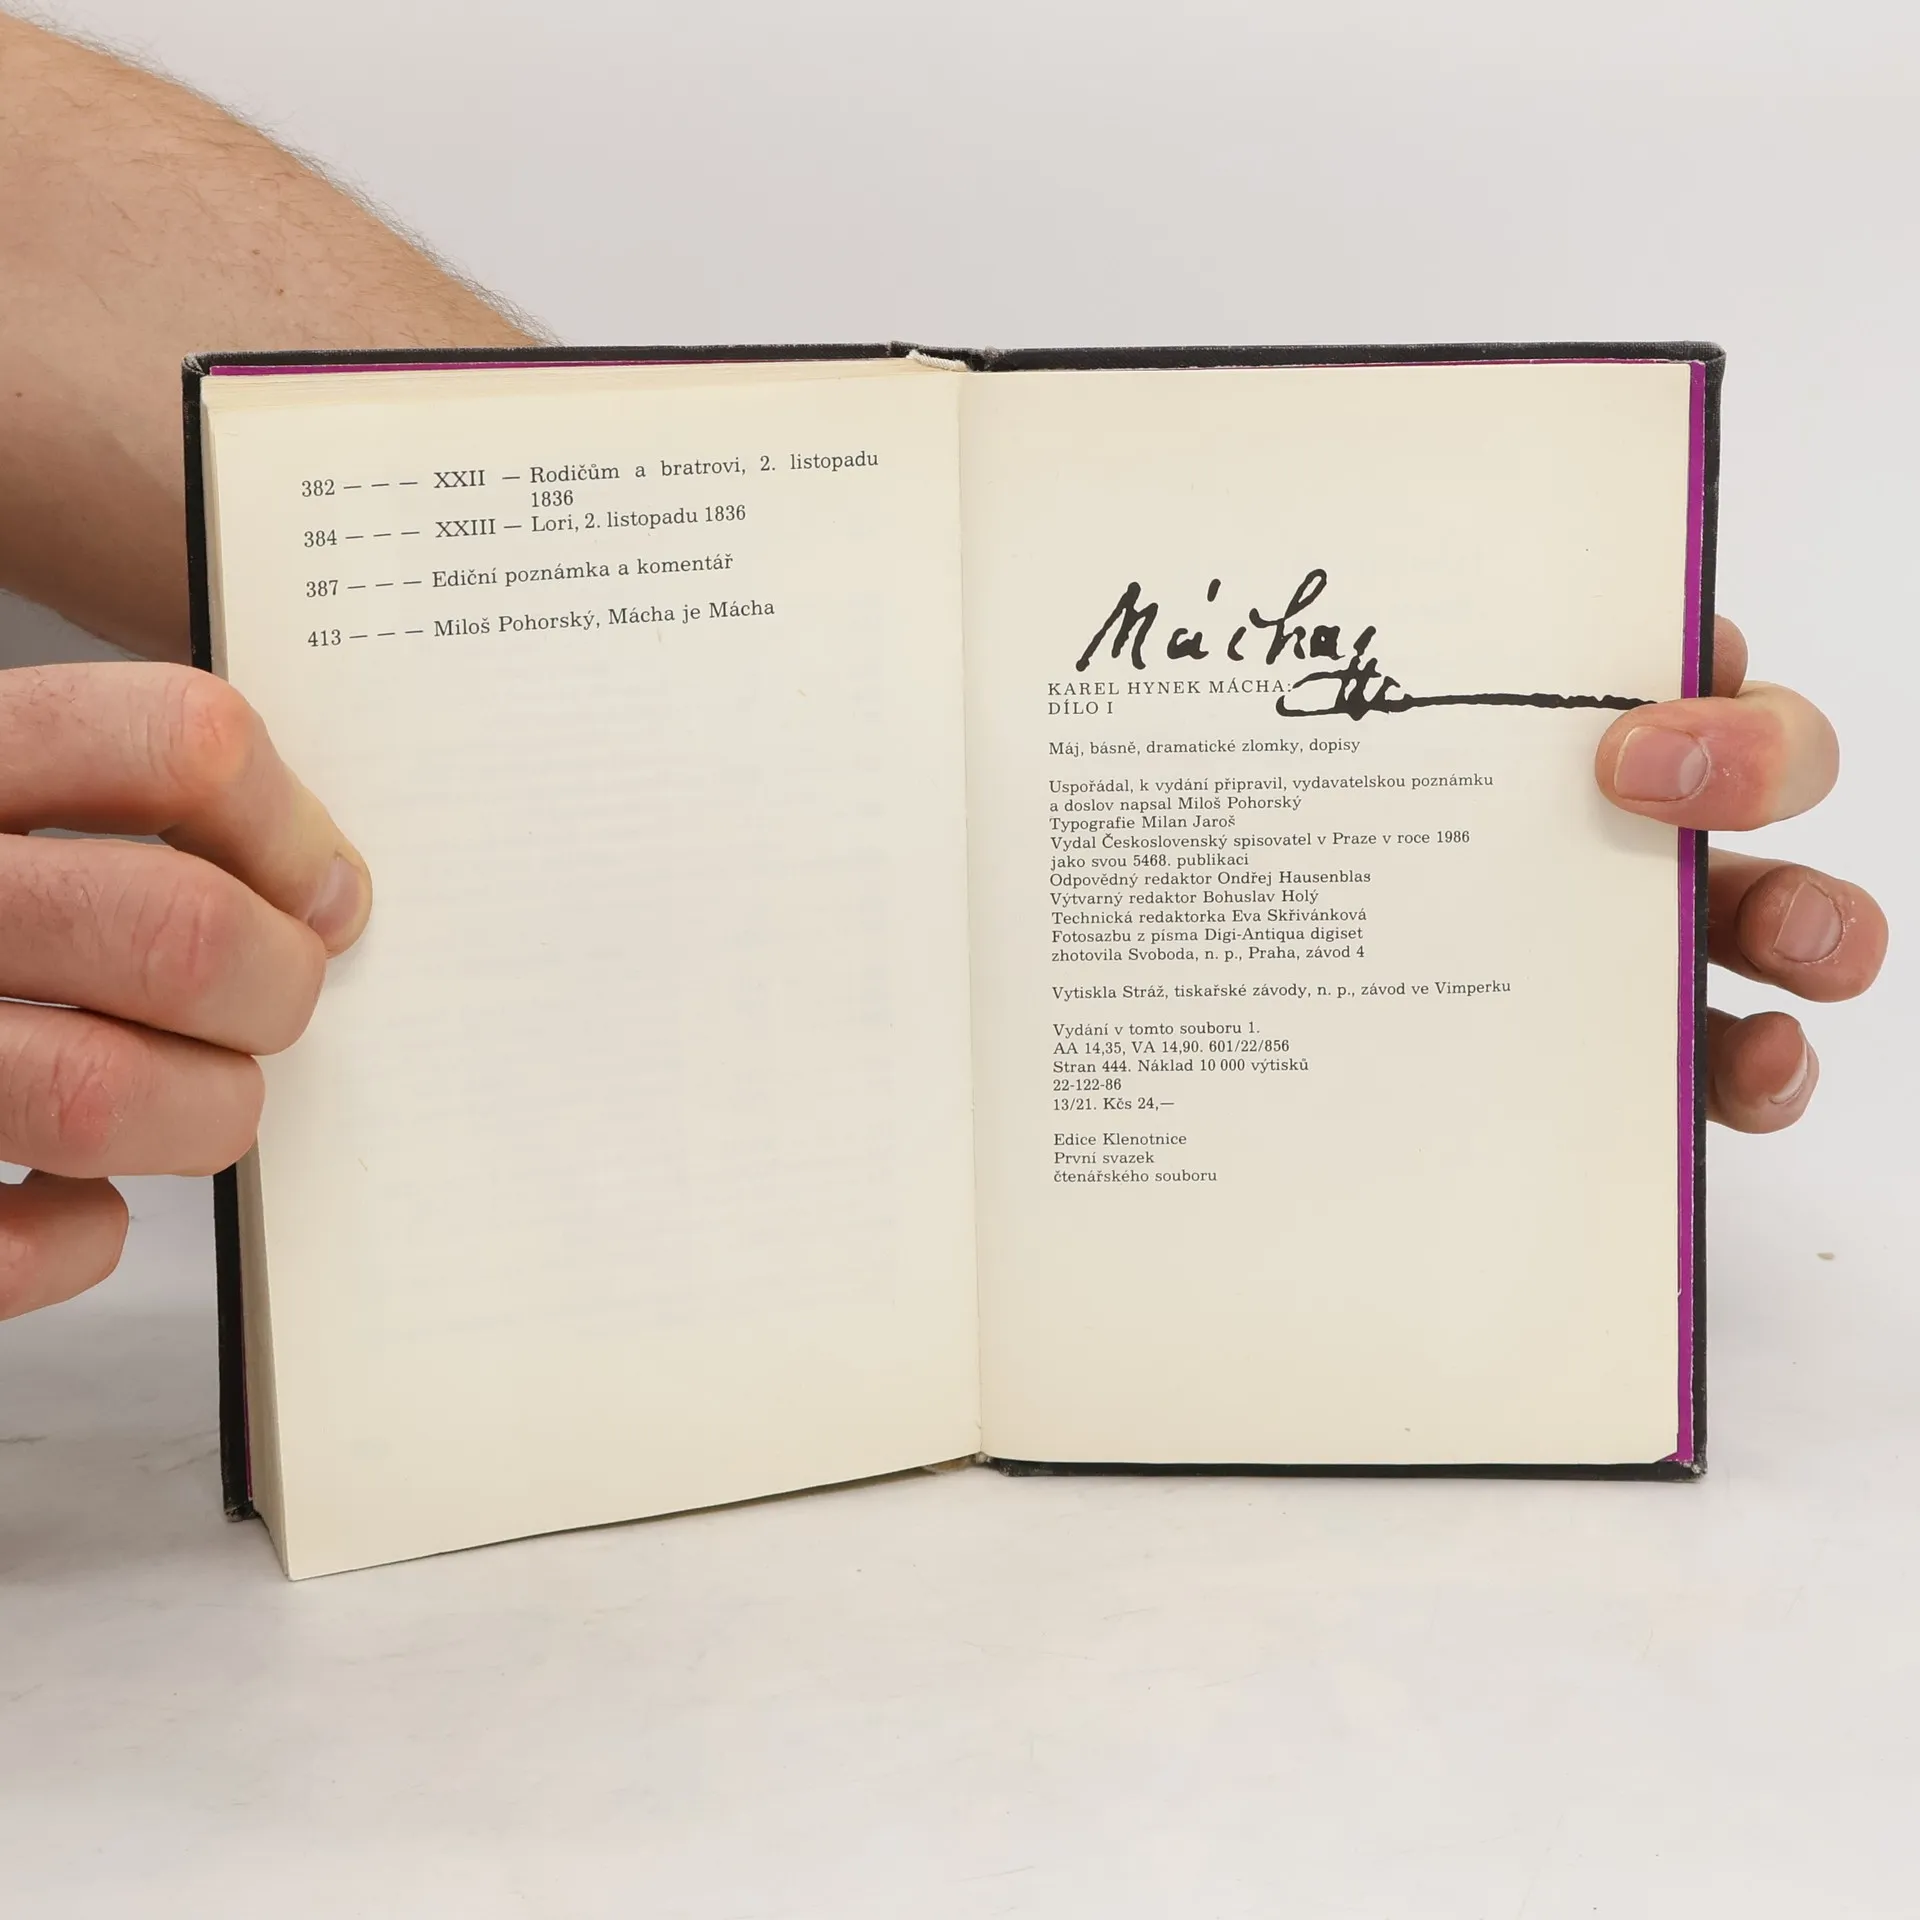 382 — — — XXII — Rodičům a bratrovi, 2. listopadu
1836
384 — — — XXIII — Lori, 2. listopadu 1836
387 — — — Ediční poznámka a komentář
413 — — — Miloš Pohorský, Mácha je Mácha
Mácha
KAREL HYNEK MÁCHA:
DÍLO I
Máj, básně, dramatické zlomky, dopisy
Uspořádal, k vydání připravil, vydavatelskou poznámku
a doslov napsal Miloš Pohorský
Typografie Milan Jaroš
Vydal Československý spisovatel v Praze v roce 1986
jako svou 5468. publikaci
Odpovědný redaktor Ondřej Hausenblas
Výtvarný redaktor Bohuslav Holý
Technická redaktorka Eva Skřivánková
Fotosazbu z písma Digi-Antiqua digiset
zhotovila Svoboda, n. p., Praha, závod 4
Vytiskla Stráž, tiskařské závody, n. p., závod ve Vimperku
Vydání v tomto souboru 1.
AA 14,35, VA 14,90. 601/22/856
Stran 444. Náklad 10 000 výtisků
22-122-86
13/21. Kčs 24,—
Edice Klenotnice
První svazek
čtenářského souboru